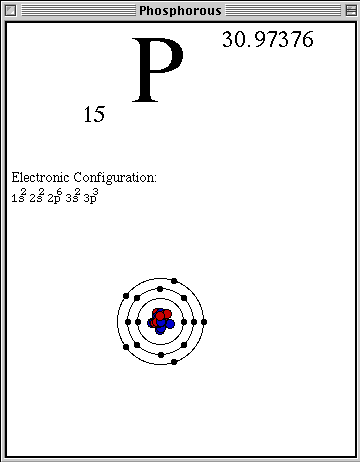 Phosphorous
P
30.97376
15
Electronic Configuration:
1s² 2s² 2p⁶ 3s² 3p³